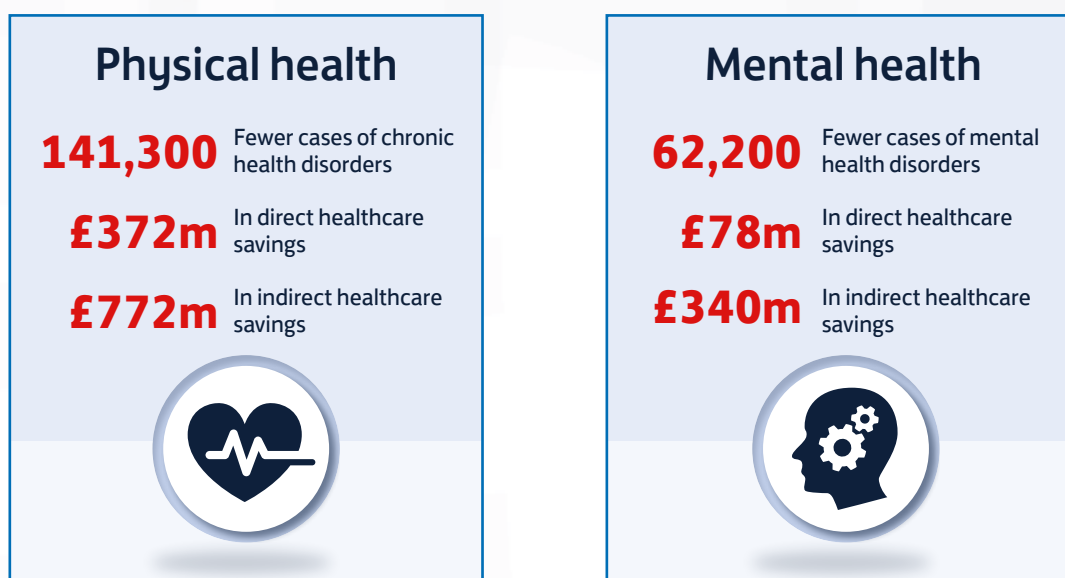 Physical health
141,300 Fewer cases of chronic
health disorders
£372m In direct healthcare
savings
£772m In indirect healthcare
savings
Mental health
62,200 Fewer cases of mental
health disorders
£78m In direct healthcare
savings
£340m In indirect healthcare
savings